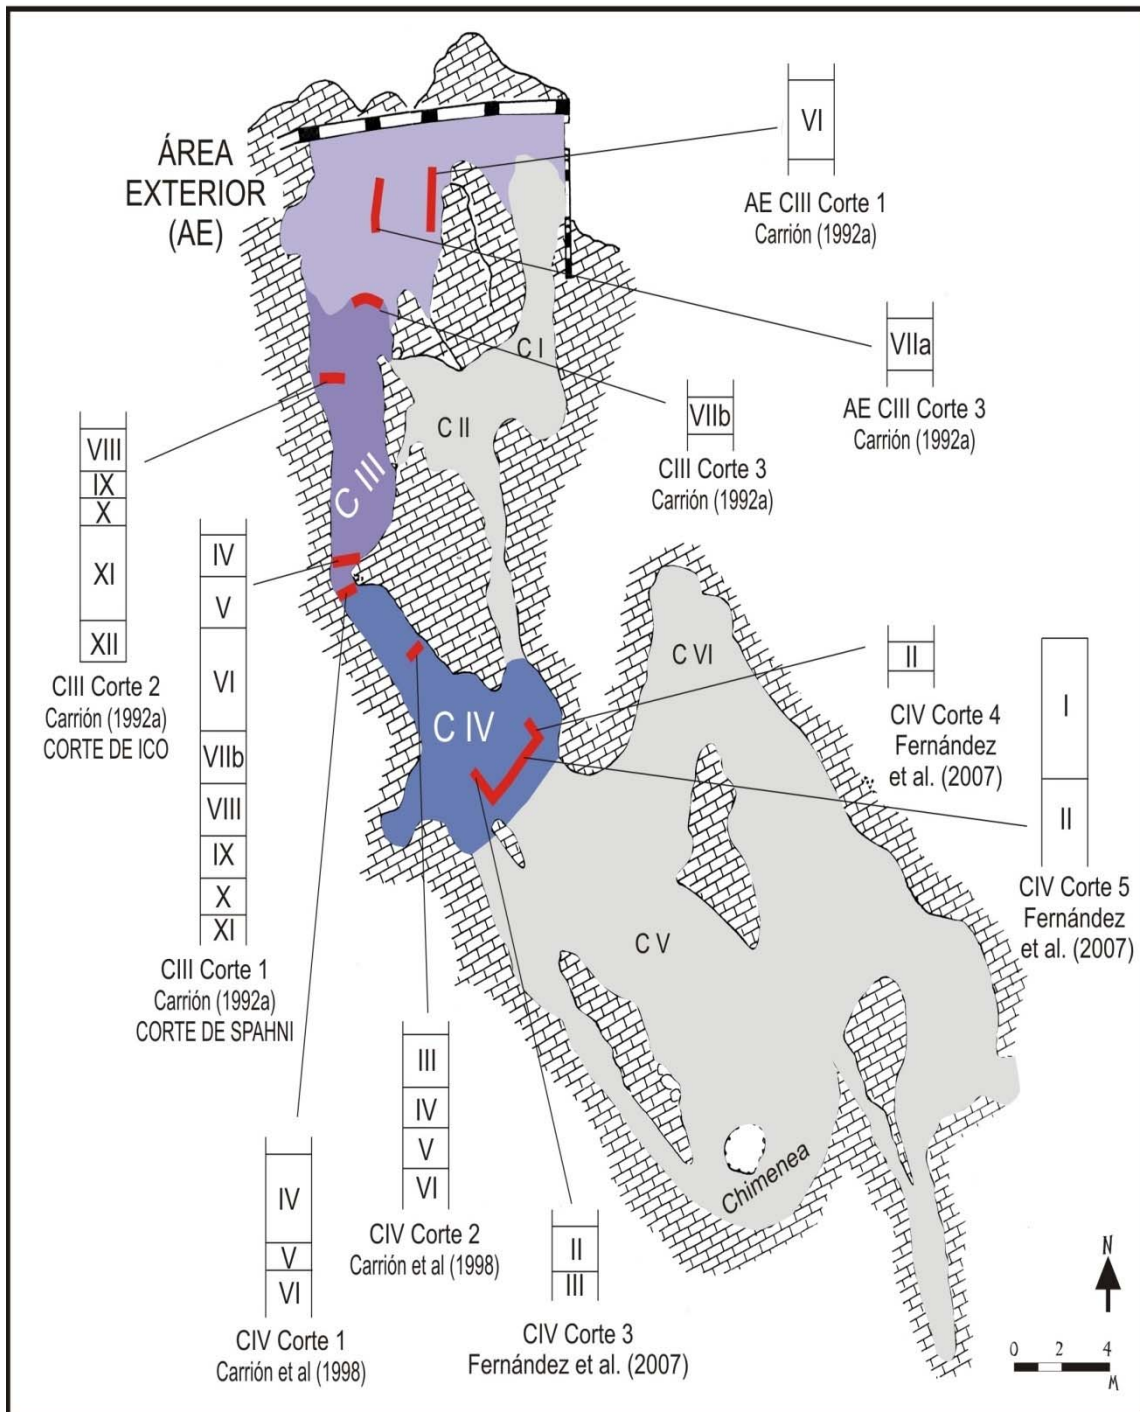 ÁREA
EXTERIOR
(AE)
VI
AE CIII Corte 1
Carrión (1992a)
VIIa
AE CIII Corte 3
Carrión (1992a)
VIIb
CIII Corte 3
Carrión (1992a)
C I
C II
C III
VIII
IX
X
XI
XII
CIII Corte 2
Carrión (1992a)
CORTE DE ICO
IV
V
VI
VIIb
VIII
IX
X
XI
CIII Corte 1
Carrión (1992a)
CORTE DE SPAHNI
C IV
C VI
II
CIV Corte 4
Fernández
et al. (2007)
I
II
CIV Corte 5
Fernández
et al. (2007)
C V
Chimenea
III
IV
V
VI
CIV Corte 2
Carrión et al (1998)
IV
V
VI
CIV Corte 1
Carrión et al (1998)
II
III
CIV Corte 3
Fernández et al. (2007)
N
0 2 4
M